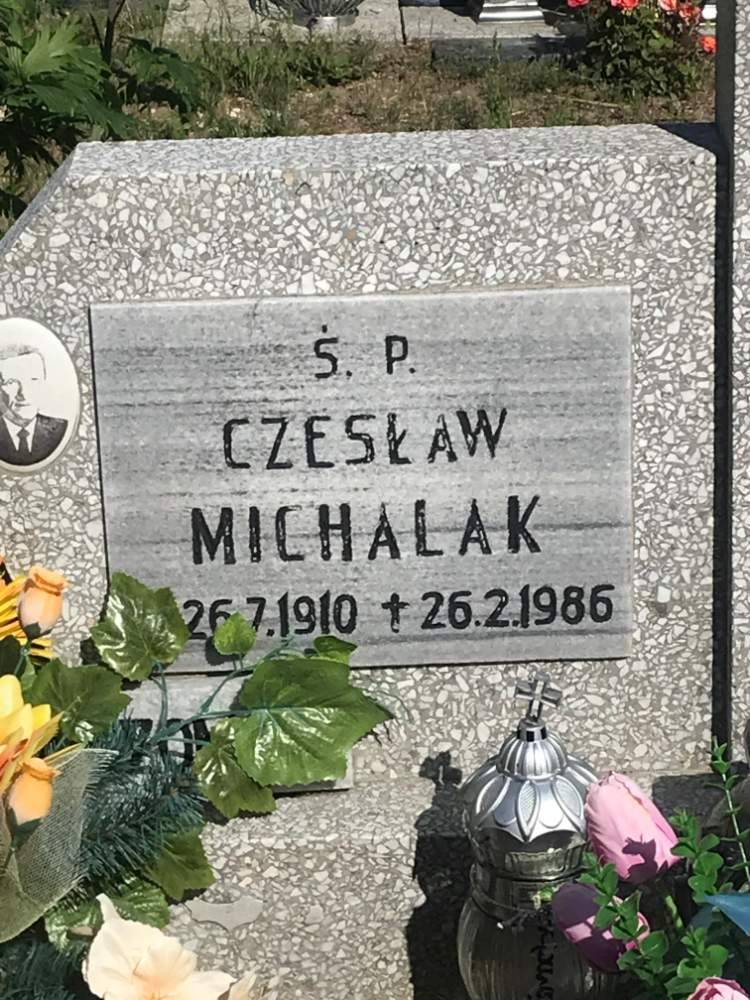 Ś. P.
CZESŁAW
MICHALAK
26.7.1910 ✝ 26.2.1986